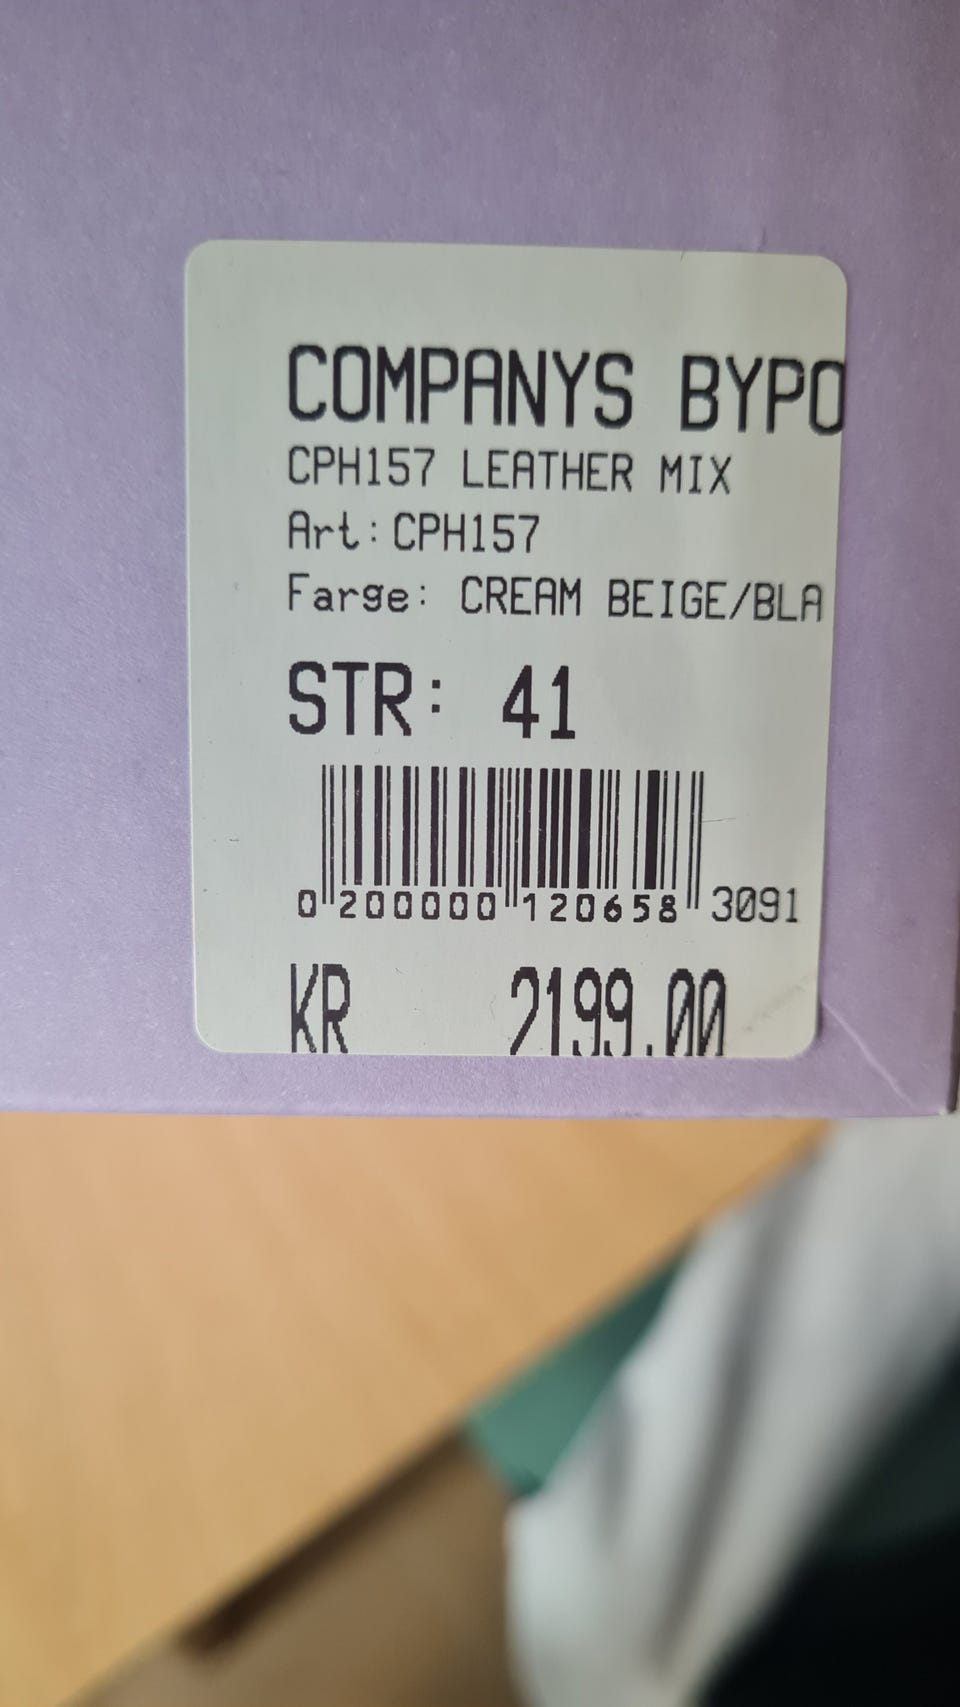 COMPANYS BYPO
CPH157 LEATHER MIX
Art: CPH157
Farge: CREAM BEIGE/BLA
STR: 41
0 200000 120658 3091
KR 2199.00